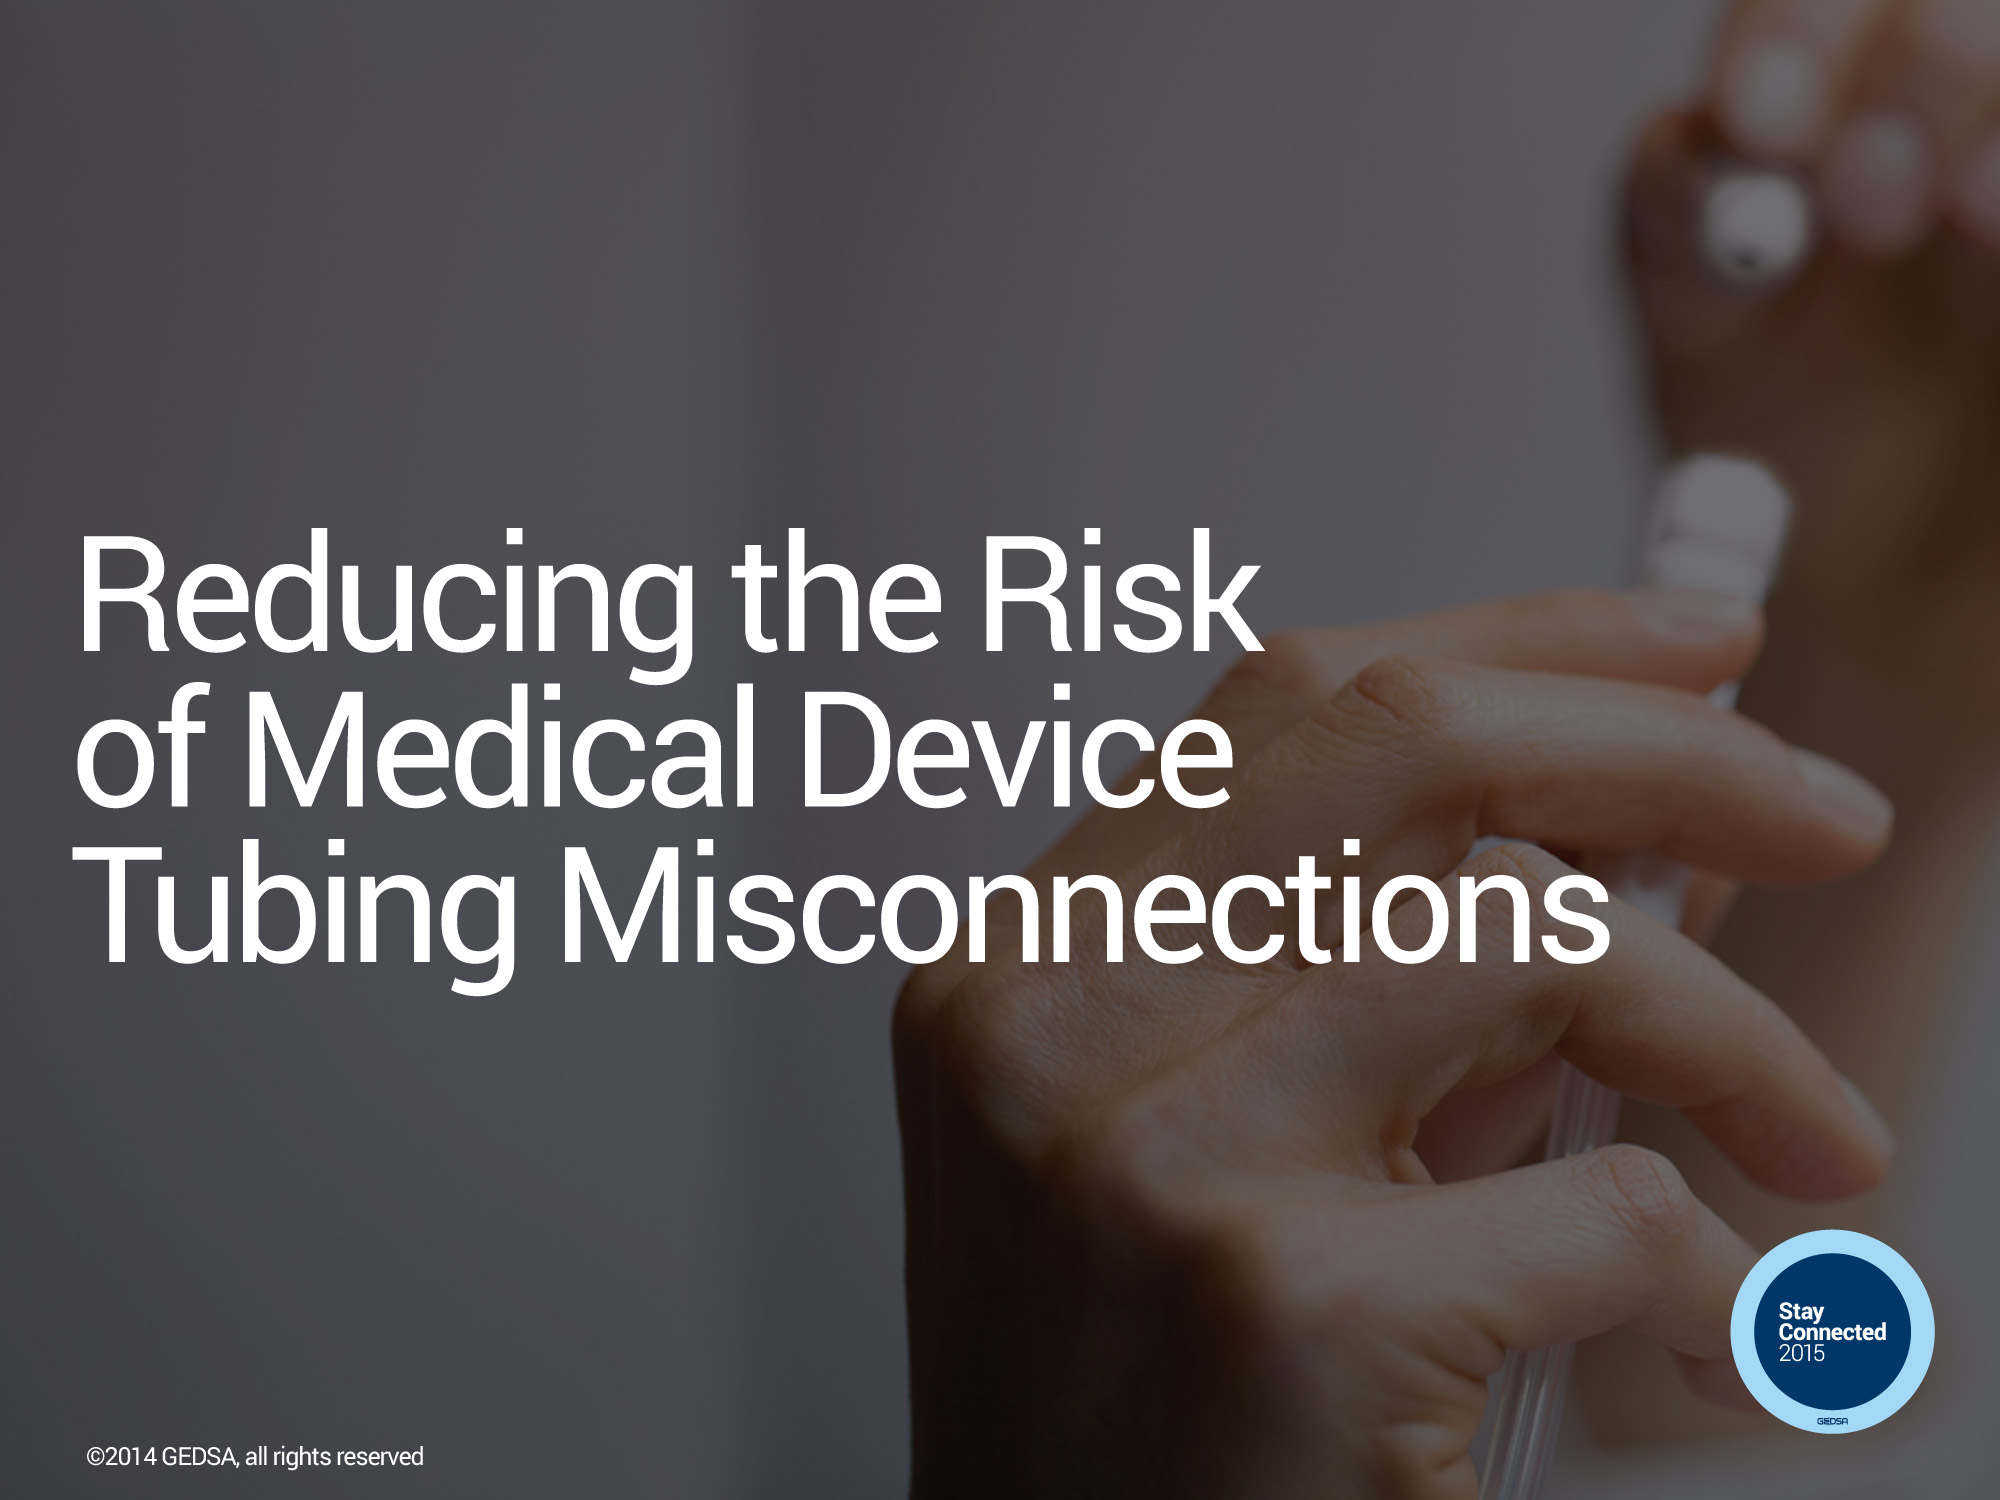 Reducing the Risk
of Medical Device
Tubing Misconnections
Stay
Connected
2015
GEDSA
©2014 GEDSA, all rights reserved